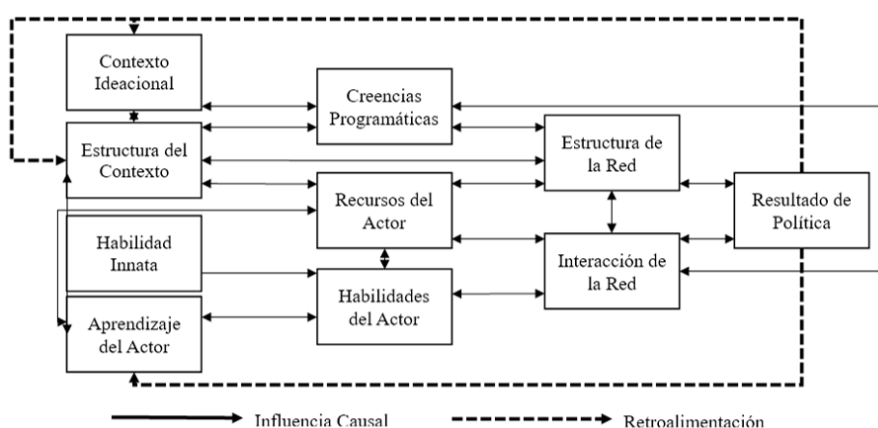 Contexto
Ideacional
Creencias
Programáticas
Estructura del
Contexto
Estructura de
la Red
Recursos del
Actor
Resultado de
Política
Habilidad
Innata
Interacción de
la Red
Habilidades
del Actor
Aprendizaje
del Actor
Influencia Causal
Retroalimentación